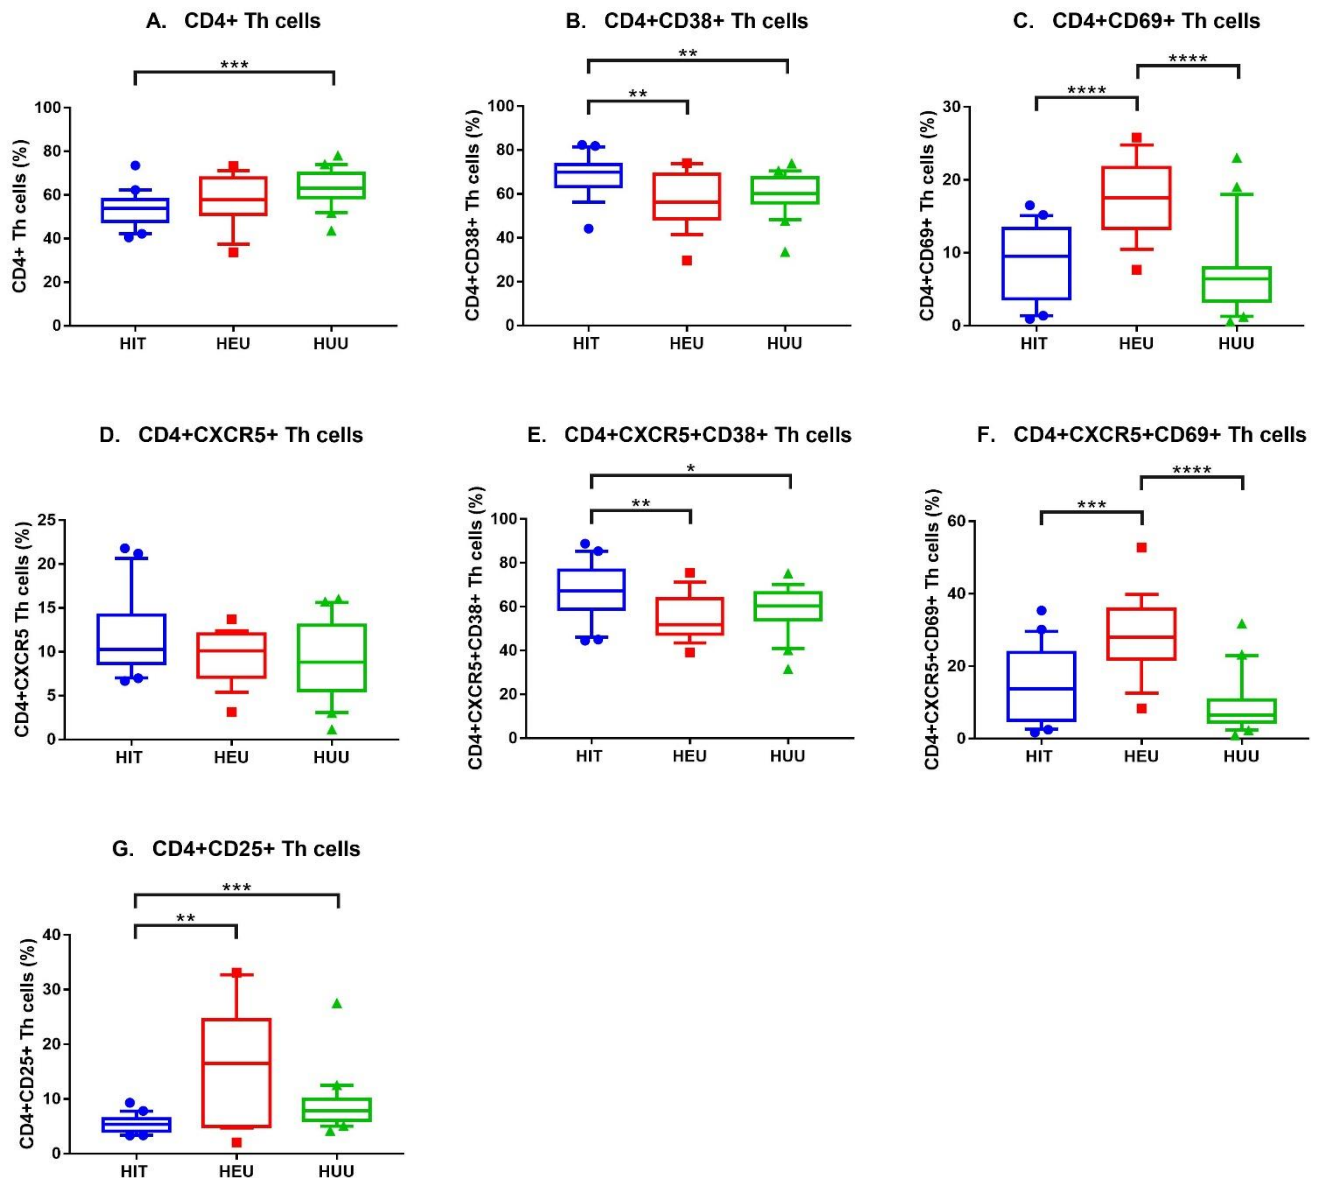 A. CD4+ Th cells
***
CD4+ Th cells (%)
100
80
60
40
20
0
HIT HEU HUU
B. CD4+CD38+ Th cells
**
**
CD4+CD38+ Th cells (%)
100
80
60
40
20
0
HIT HEU HUU
C. CD4+CD69+ Th cells
****
****
CD4+CD69+ Th cells (%)
30
20
10
0
HIT HEU HUU
D. CD4+CXCR5+ Th cells
CD4+CXCR5 Th cells (%)
25
20
15
10
5
0
HIT HEU HUU
E. CD4+CXCR5+CD38+ Th cells
*
**
CD4+CXCR5+CD38+ Th cells (%)
100
80
60
40
20
0
HIT HEU HUU
F. CD4+CXCR5+CD69+ Th cells
****
***
CD4+CXCR5+CD69+ Th cells (%)
60
40
20
0
HIT HEU HUU
G. CD4+CD25+ Th cells
***
**
CD4+CD25+ Th cells (%)
40
30
20
10
0
HIT HEU HUU